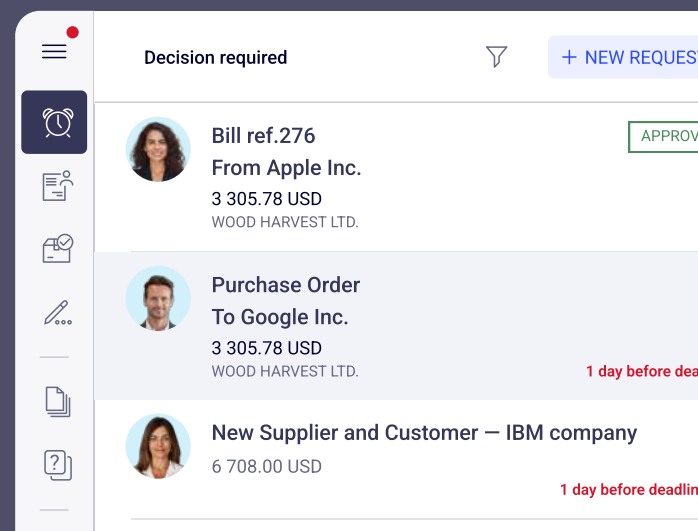 Decision required
+ NEW REQUES
Bill ref.276
From Apple Inc.
3 305.78 USD
WOOD HARVEST LTD.
APPROV
Purchase Order
To Google Inc.
3 305.78 USD
WOOD HARVEST LTD.
1 day before dea
New Supplier and Customer — IBM company
6 708.00 USD
1 day before deadlin